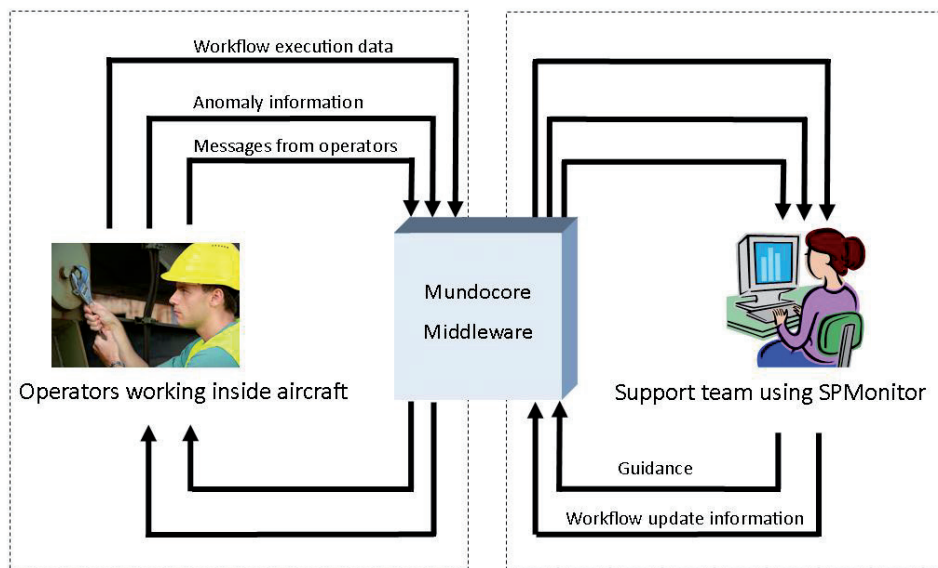 Workflow execution data
Anomaly information
Messages from operators
Mundocore
Middleware
Operators working inside aircraft
Support team using SPMonitor
Guidance
Workflow update information